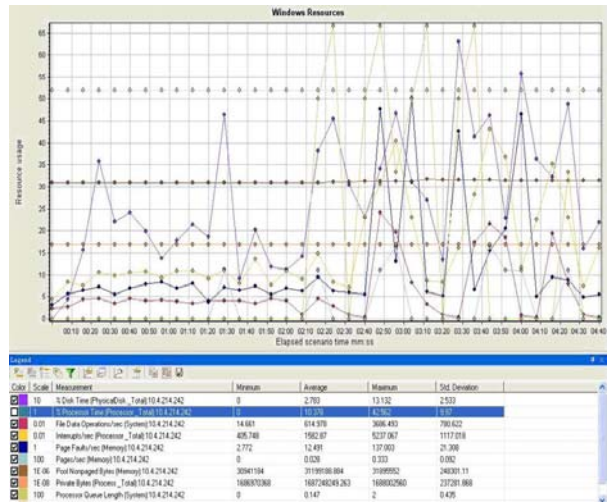 Windows Resources
65
60
55
50
45
40
35
30
25
20
15
10
5
0
Resource usage
00:10 00:20 00:30 00:40 00:50 01:00 01:10 01:20 01:30 01:40 01:50 02:00 02:10 02:20 02:30 02:40 02:50 03:00 03:10 03:20 03:30 03:40 03:50 04:00 04:10 04:20 04:30 04:40
Elapsed scenario time mm:ss
Legend
Color Scale Measurement Minimum Average Maximum Std. Deviation
10 % Disk Time (PhysicalDisk _Total):10.4.214.242 0 2.783 13.132 2.533
1 % Processor Time (Processor _Total):10.4.214.242 0 10.378 42.562 9.97
0.01 File Data Operations/sec (System):10.4.214.242 14.661 614.978 3686.493 780.622
0.01 Interrupts/sec (Processor _Total):10.4.214.242 405.748 1582.87 5237.067 1117.018
1 Page Faults/sec (Memory):10.4.214.242 2.772 12.491 137.003 21.308
100 Pages/sec (Memory):10.4.214.242 0 0.028 0.333 0.082
1E-06 Pool Nonpaged Bytes (Memory):10.4.214.242 30941184 31199186.884 31895552 248301.11
1E-08 Private Bytes (Process _Total):10.4.214.242 1686970368 1687248249.263 1688002560 237281.868
100 Processor Queue Length (System):10.4.214.242 0 0.147 2 0.435